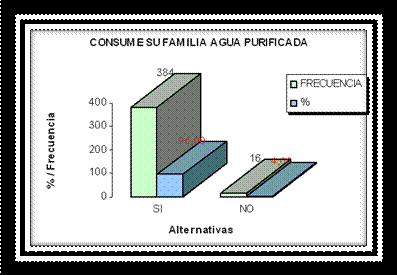 CONSUME SU FAMILIA AGUA PURIFICADA
384
FRECUENCIA
%
400
300
200
100
0
16
SI
NO
% / Frecuencia
Alternativas